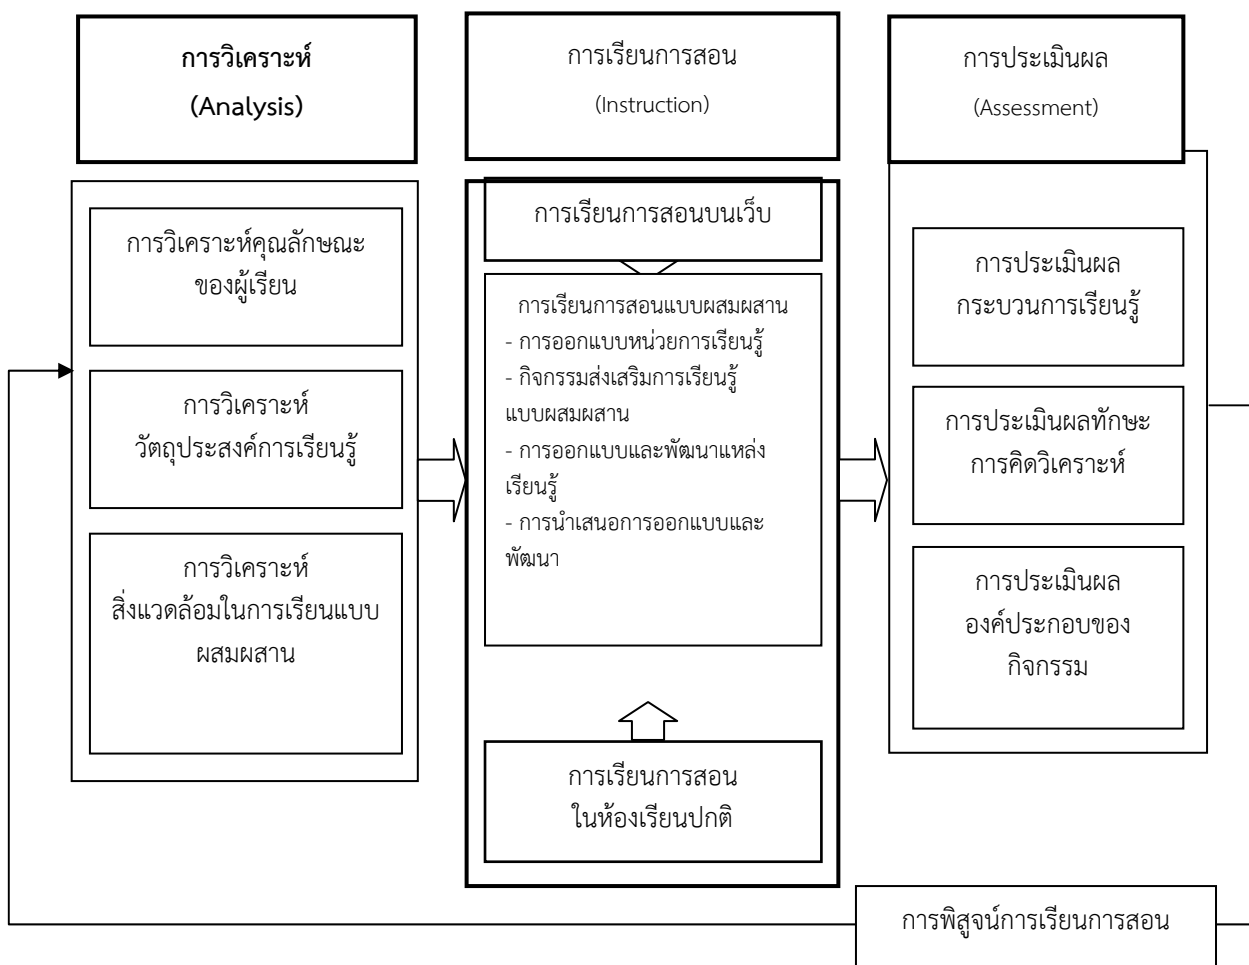 การวิเคราะห์
(Analysis)
การเรียนการสอน
(Instruction)
การประเมินผล
(Assessment)
การวิเคราะห์คุณลักษณะ
ของผู้เรียน
การวิเคราะห์
วัตถุประสงค์การเรียนรู้
การวิเคราะห์
สิ่งแวดล้อมในการเรียนแบบ
ผสมผสาน
การเรียนการสอนบนเว็บ
การเรียนการสอนแบบผสมผสาน
- การออกแบบหน่วยการเรียนรู้
- กิจกรรมส่งเสริมการเรียนรู้
แบบผสมผสาน
- การออกแบบและพัฒนาแหล่ง
เรียนรู้
- การนำเสนอการออกแบบและ
พัฒนา
การเรียนการสอน
ในห้องเรียนปกติ
การประเมินผล
กระบวนการเรียนรู้
การประเมินผลทักษะ
การคิดวิเคราะห์
การประเมินผล
องค์ประกอบของ
กิจกรรม
การพิสูจน์การเรียนการสอน